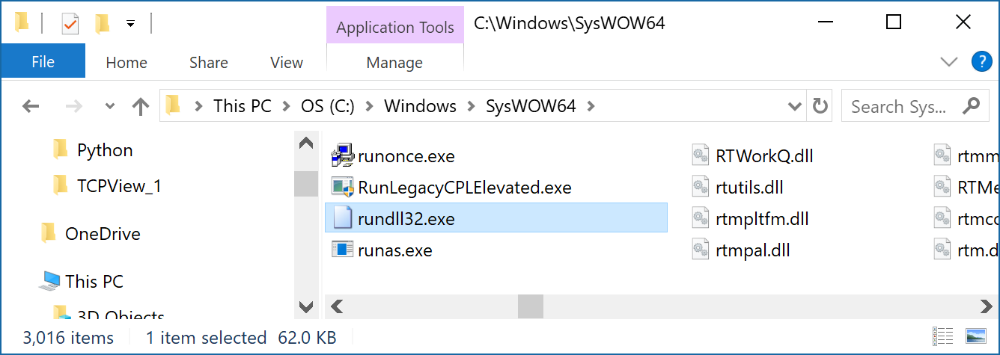 Application Tools C:\Windows\SysWOW64
File Home Share View Manage ?
This PC OS (C:) Windows SysWOW64 Search Sys...
Python
TCPView_1
OneDrive
This PC
3D Objects
runonce.exe RTWorkQ.dll rtmm
RunLegacyCPLElevated.exe rtutils.dll RTMe
rundll32.exe rtmpltfm.dll rtmcc
runas.exe rtmpal.dll rtm.d
3,016 items 1 item selected 62.0 KB